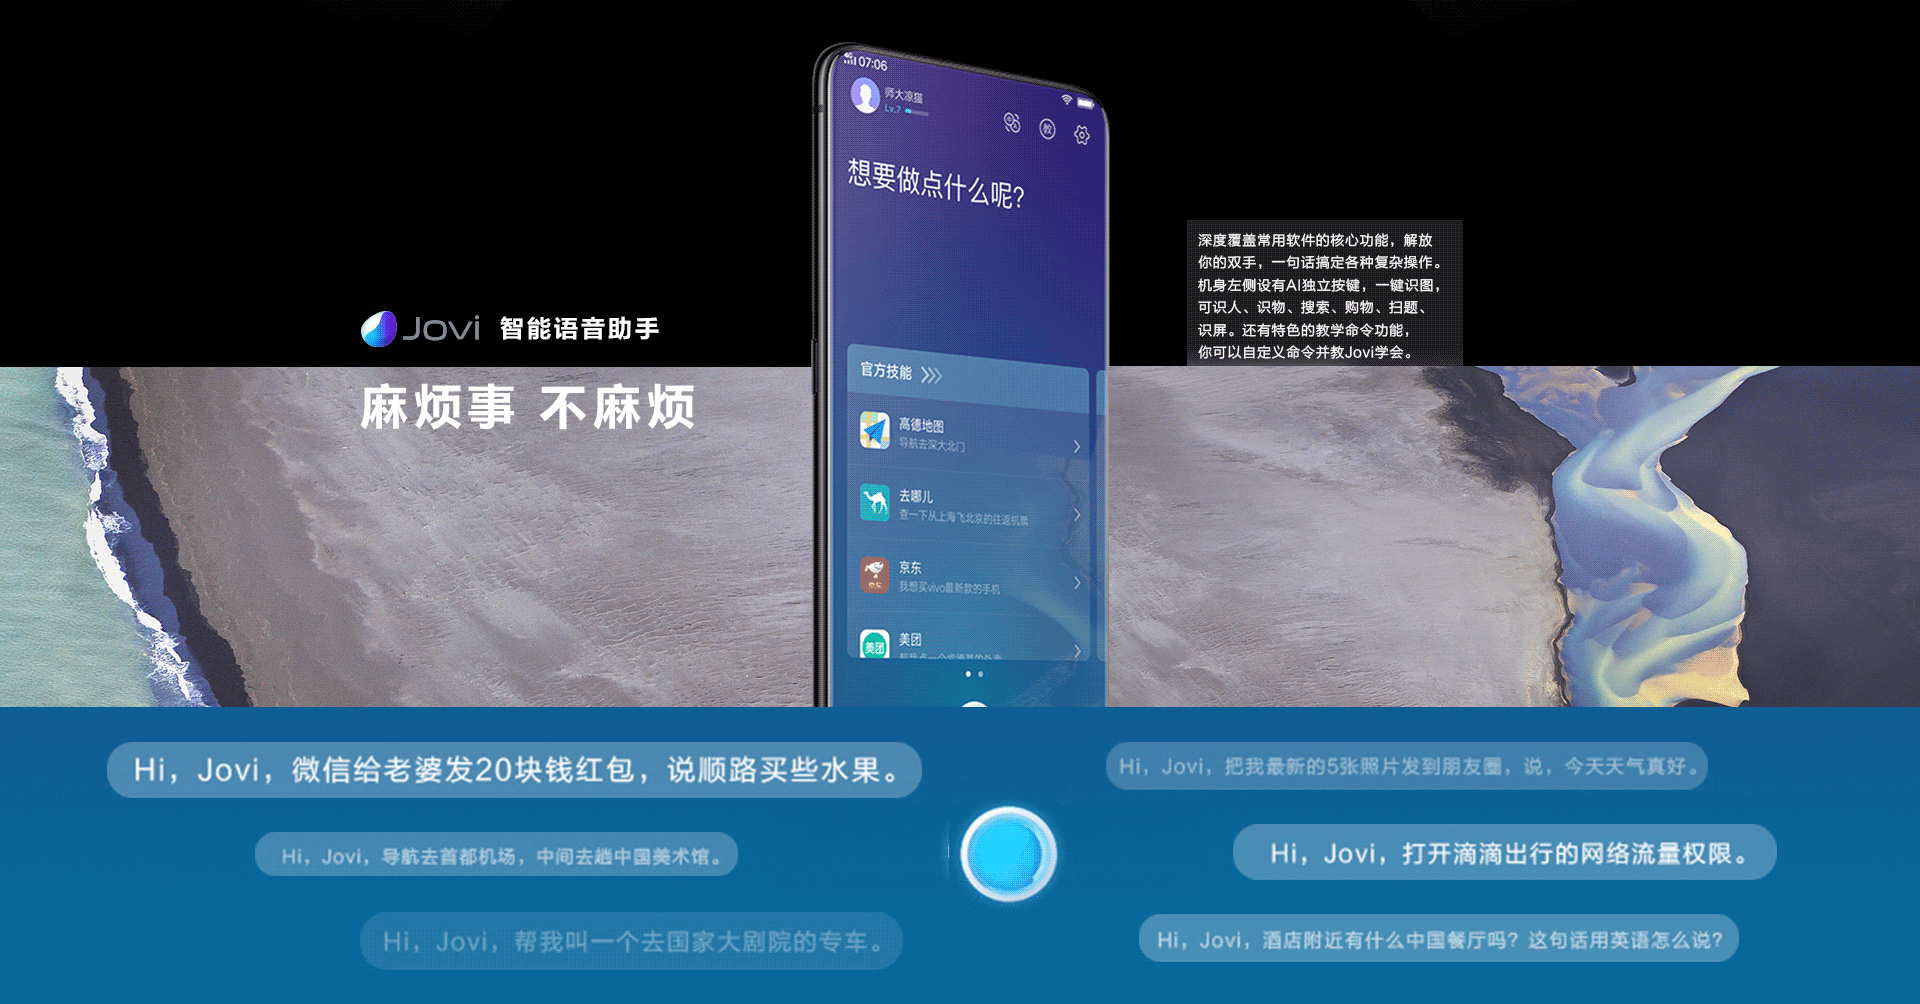 4G 07:06
师大凉猫
Lv.7
教
想要做点什么呢?
官方技能
高德地图
导航去深大北门
去哪儿
查一下从上海飞北京的往返机票
京东
京东
我想买vivo最新款的手机
美团
美团
Jovi 智能语音助手
麻烦事 不麻烦
深度覆盖常用软件的核心功能，解放
你的双手，一句话搞定各种复杂操作。
机身左侧设有AI独立按键，一键识图，
可识人、识物、搜索、购物、扫题、
识屏。还有特色的教学命令功能，
你可以自定义命令并教Jovi学会。
Hi，Jovi，微信给老婆发20块钱红包，说顺路买些水果。
Hi，Jovi，导航去首都机场，中间去趟中国美术馆。
Hi，Jovi，帮我叫一个去国家大剧院的专车。
Hi，Jovi，把我最新的5张照片发到朋友圈，说，今天天气真好。
Hi，Jovi，打开滴滴出行的网络流量权限。
Hi，Jovi，酒店附近有什么中国餐厅吗？这句话用英语怎么说？